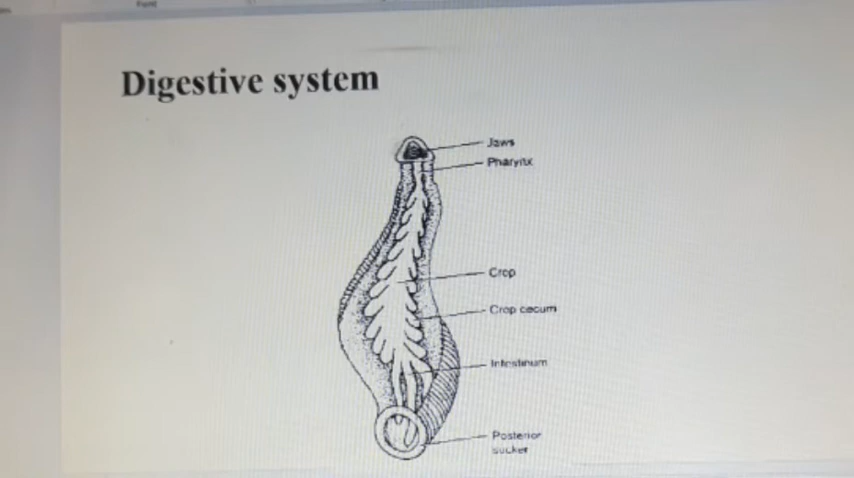 Digestive system
Jaws
Pharynx
Crop
Crop cecum
Intestinum
Posterior
sucker